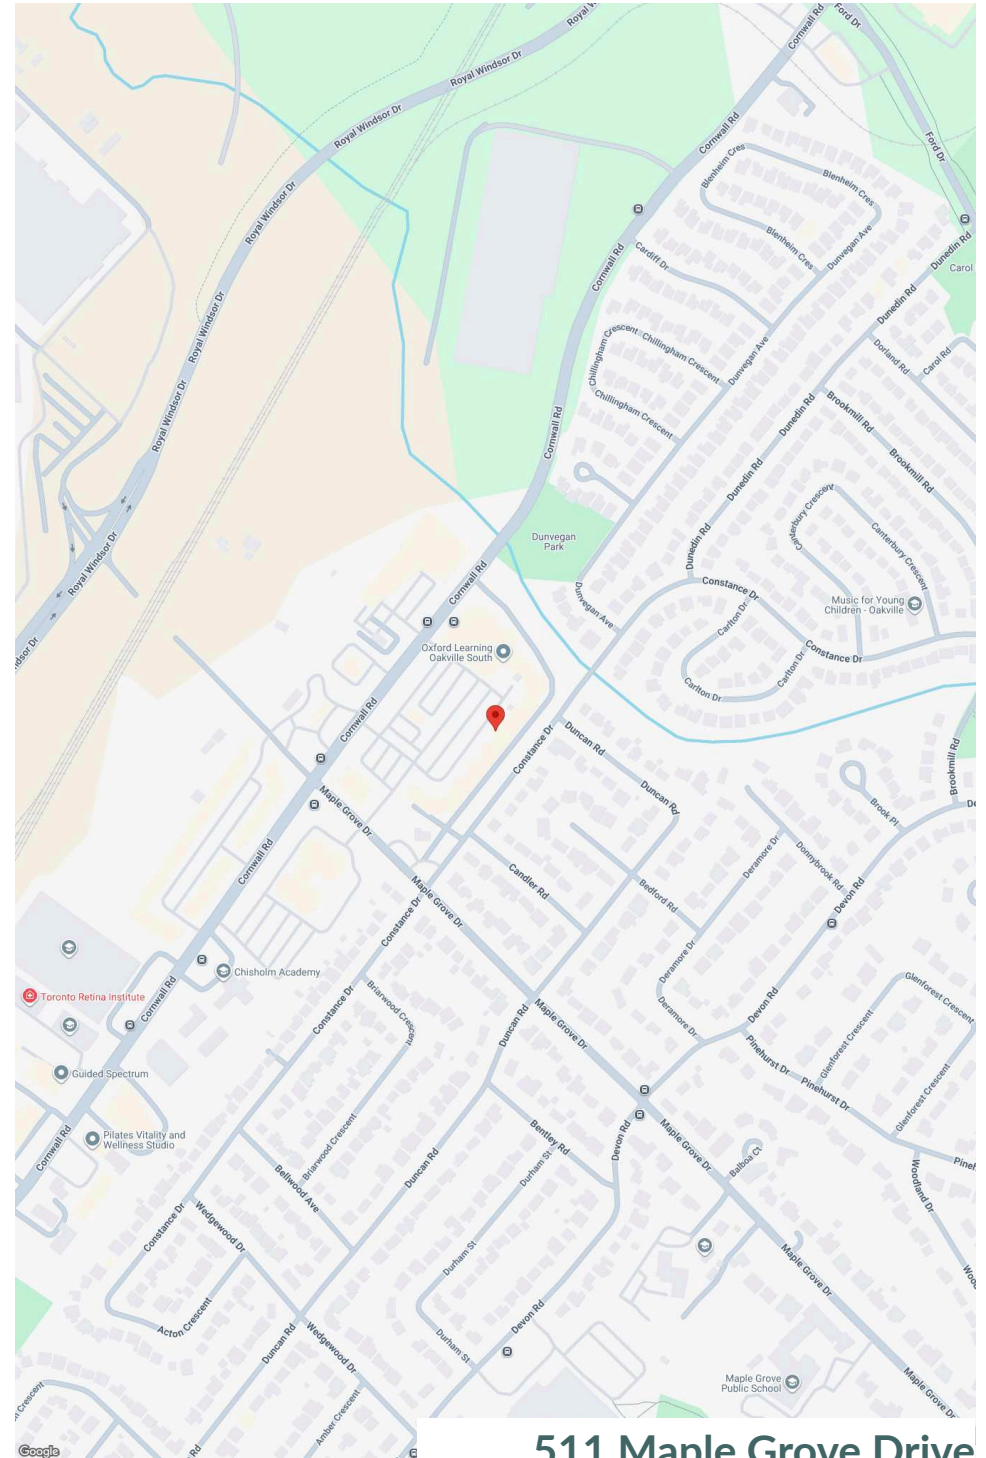 Royal Windsor Dr
Cornwall Rd
Ford Dr
Royal Windsor Dr
Royal Windsor Dr
Cornwall Rd
Ford Dr
Blenheim Cres
Blenheim Cres
Royal Windsor Dr
Blenheim Cres
Dunvegan Ave
Dunedin Rd
Cardiff Dr
Cornwall Rd
Carol
Royal Windsor Dr
Dunedin Rd
Chillingham Crescent
Chillingham Crescent
Dunvegan Ave
Dorland Rd
Carol Rd
Royal Windsor Dr
Chillingham Crescent
Cornwall Rd
Dunedin Rd
Brookmill Rd
Dunedin Rd
Brookmill Rd
Canterbury Crescent
Dunvegan
Park
Dunedin Rd
Canterbury Crescent
Royal Windsor Dr
Cornwall Rd
Constance Dr
Dunvegan Ave
Music for Young
Children - Oakville
Carlton Dr
Constance Dr
dsor Dr
Oxford Learning
Oakville South
Carlton Dr
Carlton Dr
Cornwall Rd
Constance Dr
Duncan Rd
Brookmill Rd
Maple Grove Dr
Duncan Rd
Brook Pl
De
Cornwall Rd
Candler Rd
Deramore Dr
Donnybrook Rd
Maple Grove Dr
Constance Dr
Bedford Rd
Devon Rd
Chisholm Academy
Deramore Dr
Toronto Retina Institute
Cornwall Rd
Constance Dr
Briarwood Crescent
Duncan Rd
Maple Grove Dr
Deramore Dr
Devon Rd
Glenforest Crescent
Glenforest Crescent
Guided Spectrum
Pinehurst Dr
Pinehurst Dr
Glenforest Crescent
Pilates Vitality and
Wellness Studio
Cornwall Rd
Briarwood Crescent
Bentley Rd
Devon Rd
Maple Grove Dr
Balboa Ct
Pineh
Bellwood Ave
Duncan Rd
Durham St
Woodland Dr
Constance Dr
Wedgewood Dr
Durham St
Maple Grove Dr
Woo
Acton Crescent
Duncan Rd
Wedgewood Dr
Devon Rd
Durham St
Maple Grove
Public School
Maple Grove Dr
Crescent
Amber Crescent
Rd
Google
511 Maple Grove Drive